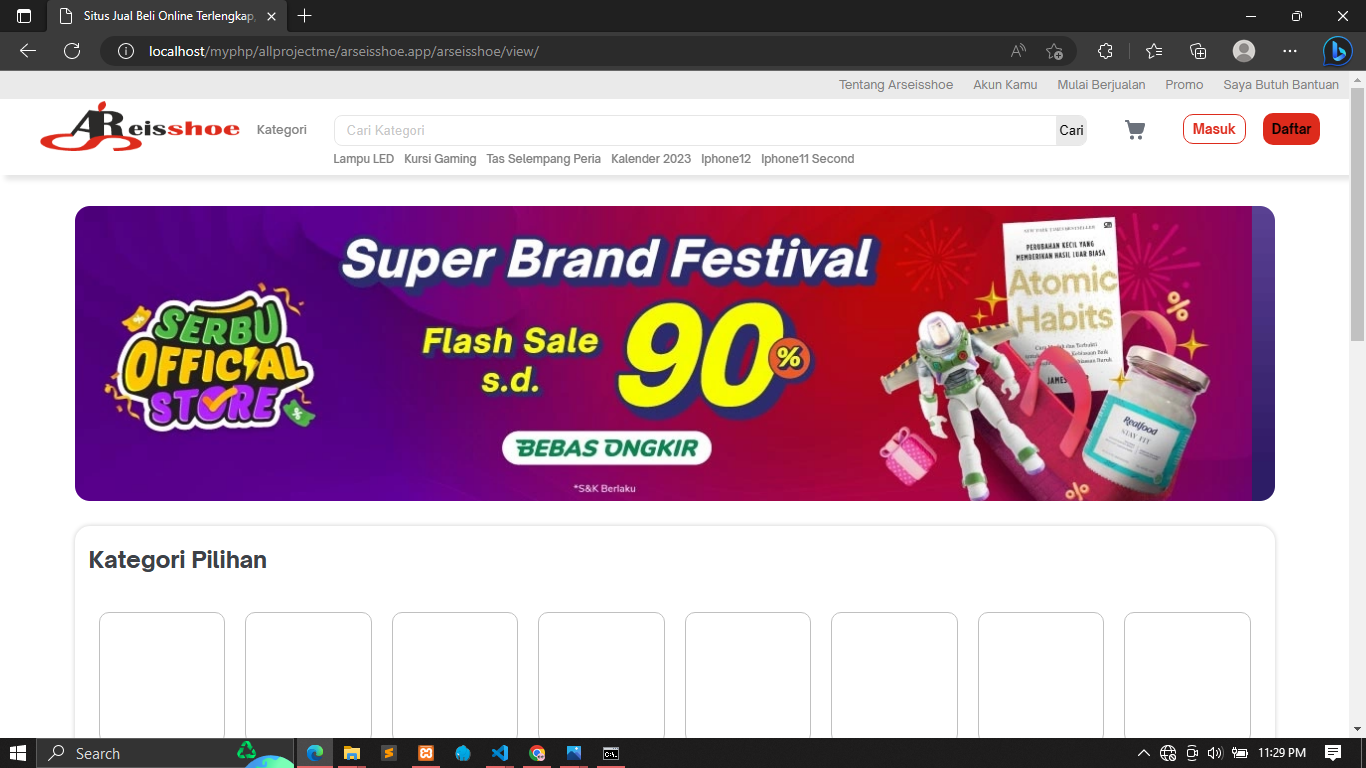 Situs Jual Beli Online Terlengkap,
localhost/myphp/allprojectme/arseisshoe.app/arseisshoe/view/
Tentang Arseisshoe Akun Kamu Mulai Berjualan Promo Saya Butuh Bantuan
AReisshoe Kategori Cari Kategori Cari Masuk Daftar
Lampu LED Kursi Gaming Tas Selempang Peria Kalender 2023 Iphone12 Iphone11 Second
Super Brand Festival
SERBU
OFFICIAL
STORE
Flash Sale
s.d.
90%
BEBAS ONGKIR
*S&K Berlaku
PERUBAHAN KECIL YANG
MEMBERIKAN HASIL LUAR BIASA
Atomic
Habits
JAMES
%
Realfood
STAY FIT
%
Kategori Pilihan
Search
11:29 PM